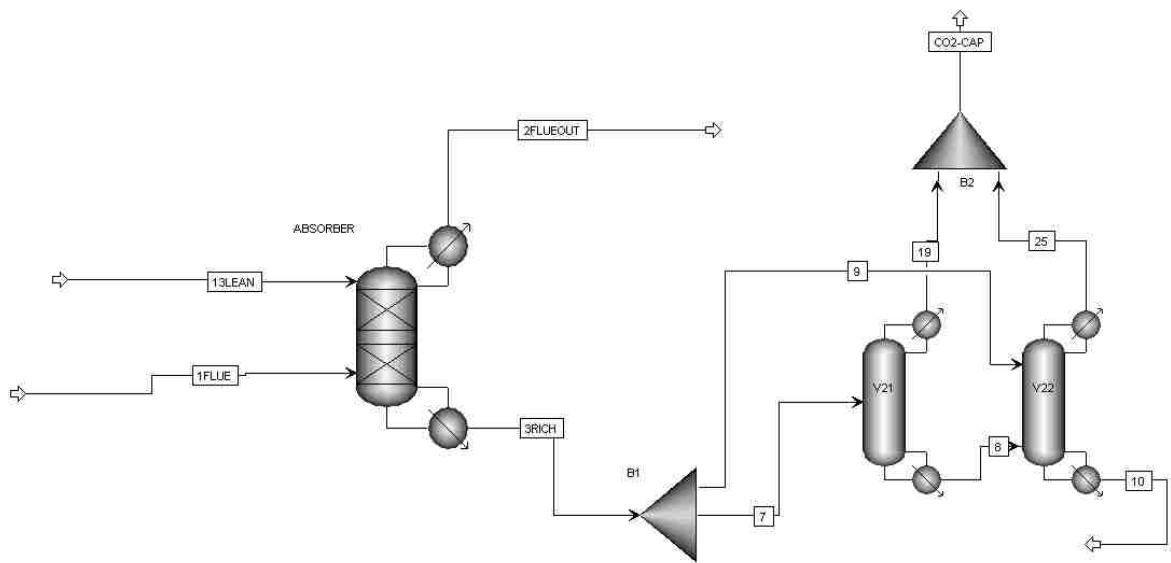 CO2-CAP
2FLUEOUT
B2
ABSORBER
19
25
13LEAN
9
1FLUE
V21
V22
3RICH
8
B1
10
7